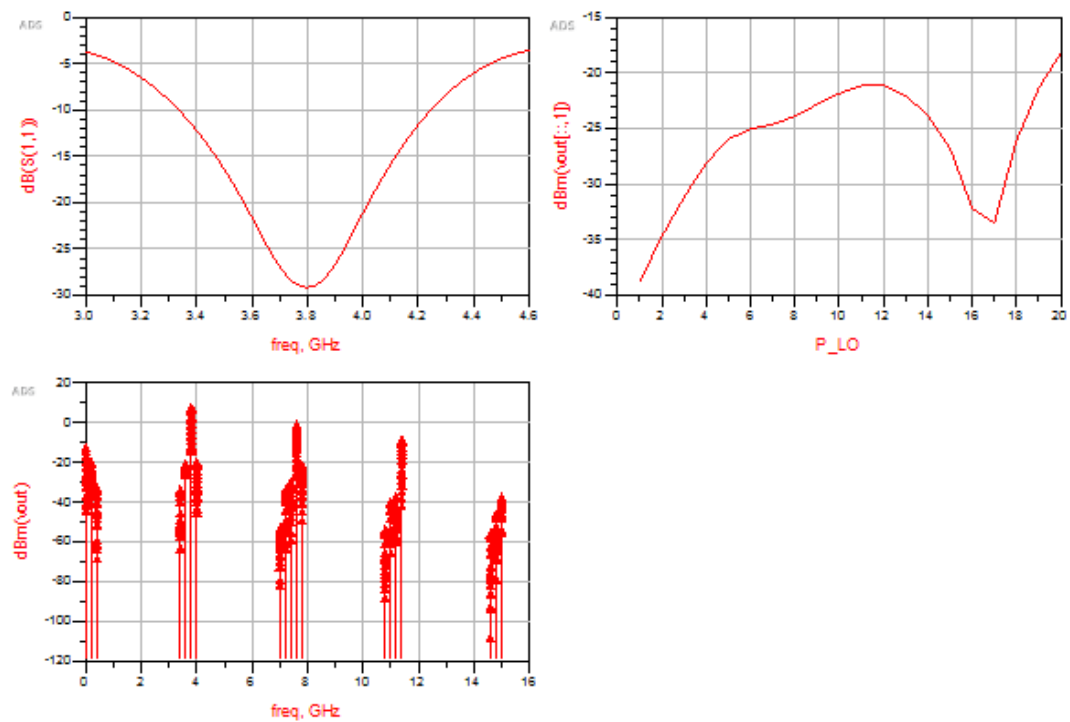 ADS
0
-5
-10
-15
-20
-25
-30
dB(S(1,1))
3.0 3.2 3.4 3.6 3.8 4.0 4.2 4.4 4.6
freq, GHz
ADS
-15
-20
-25
-30
-35
-40
dBm(vout[::,1])
0 2 4 6 8 10 12 14 16 18 20
P_LO
ADS
20
0
-20
-40
-60
-80
-100
-120
dBm(vout)
0 2 4 6 8 10 12 14 16
freq, GHz